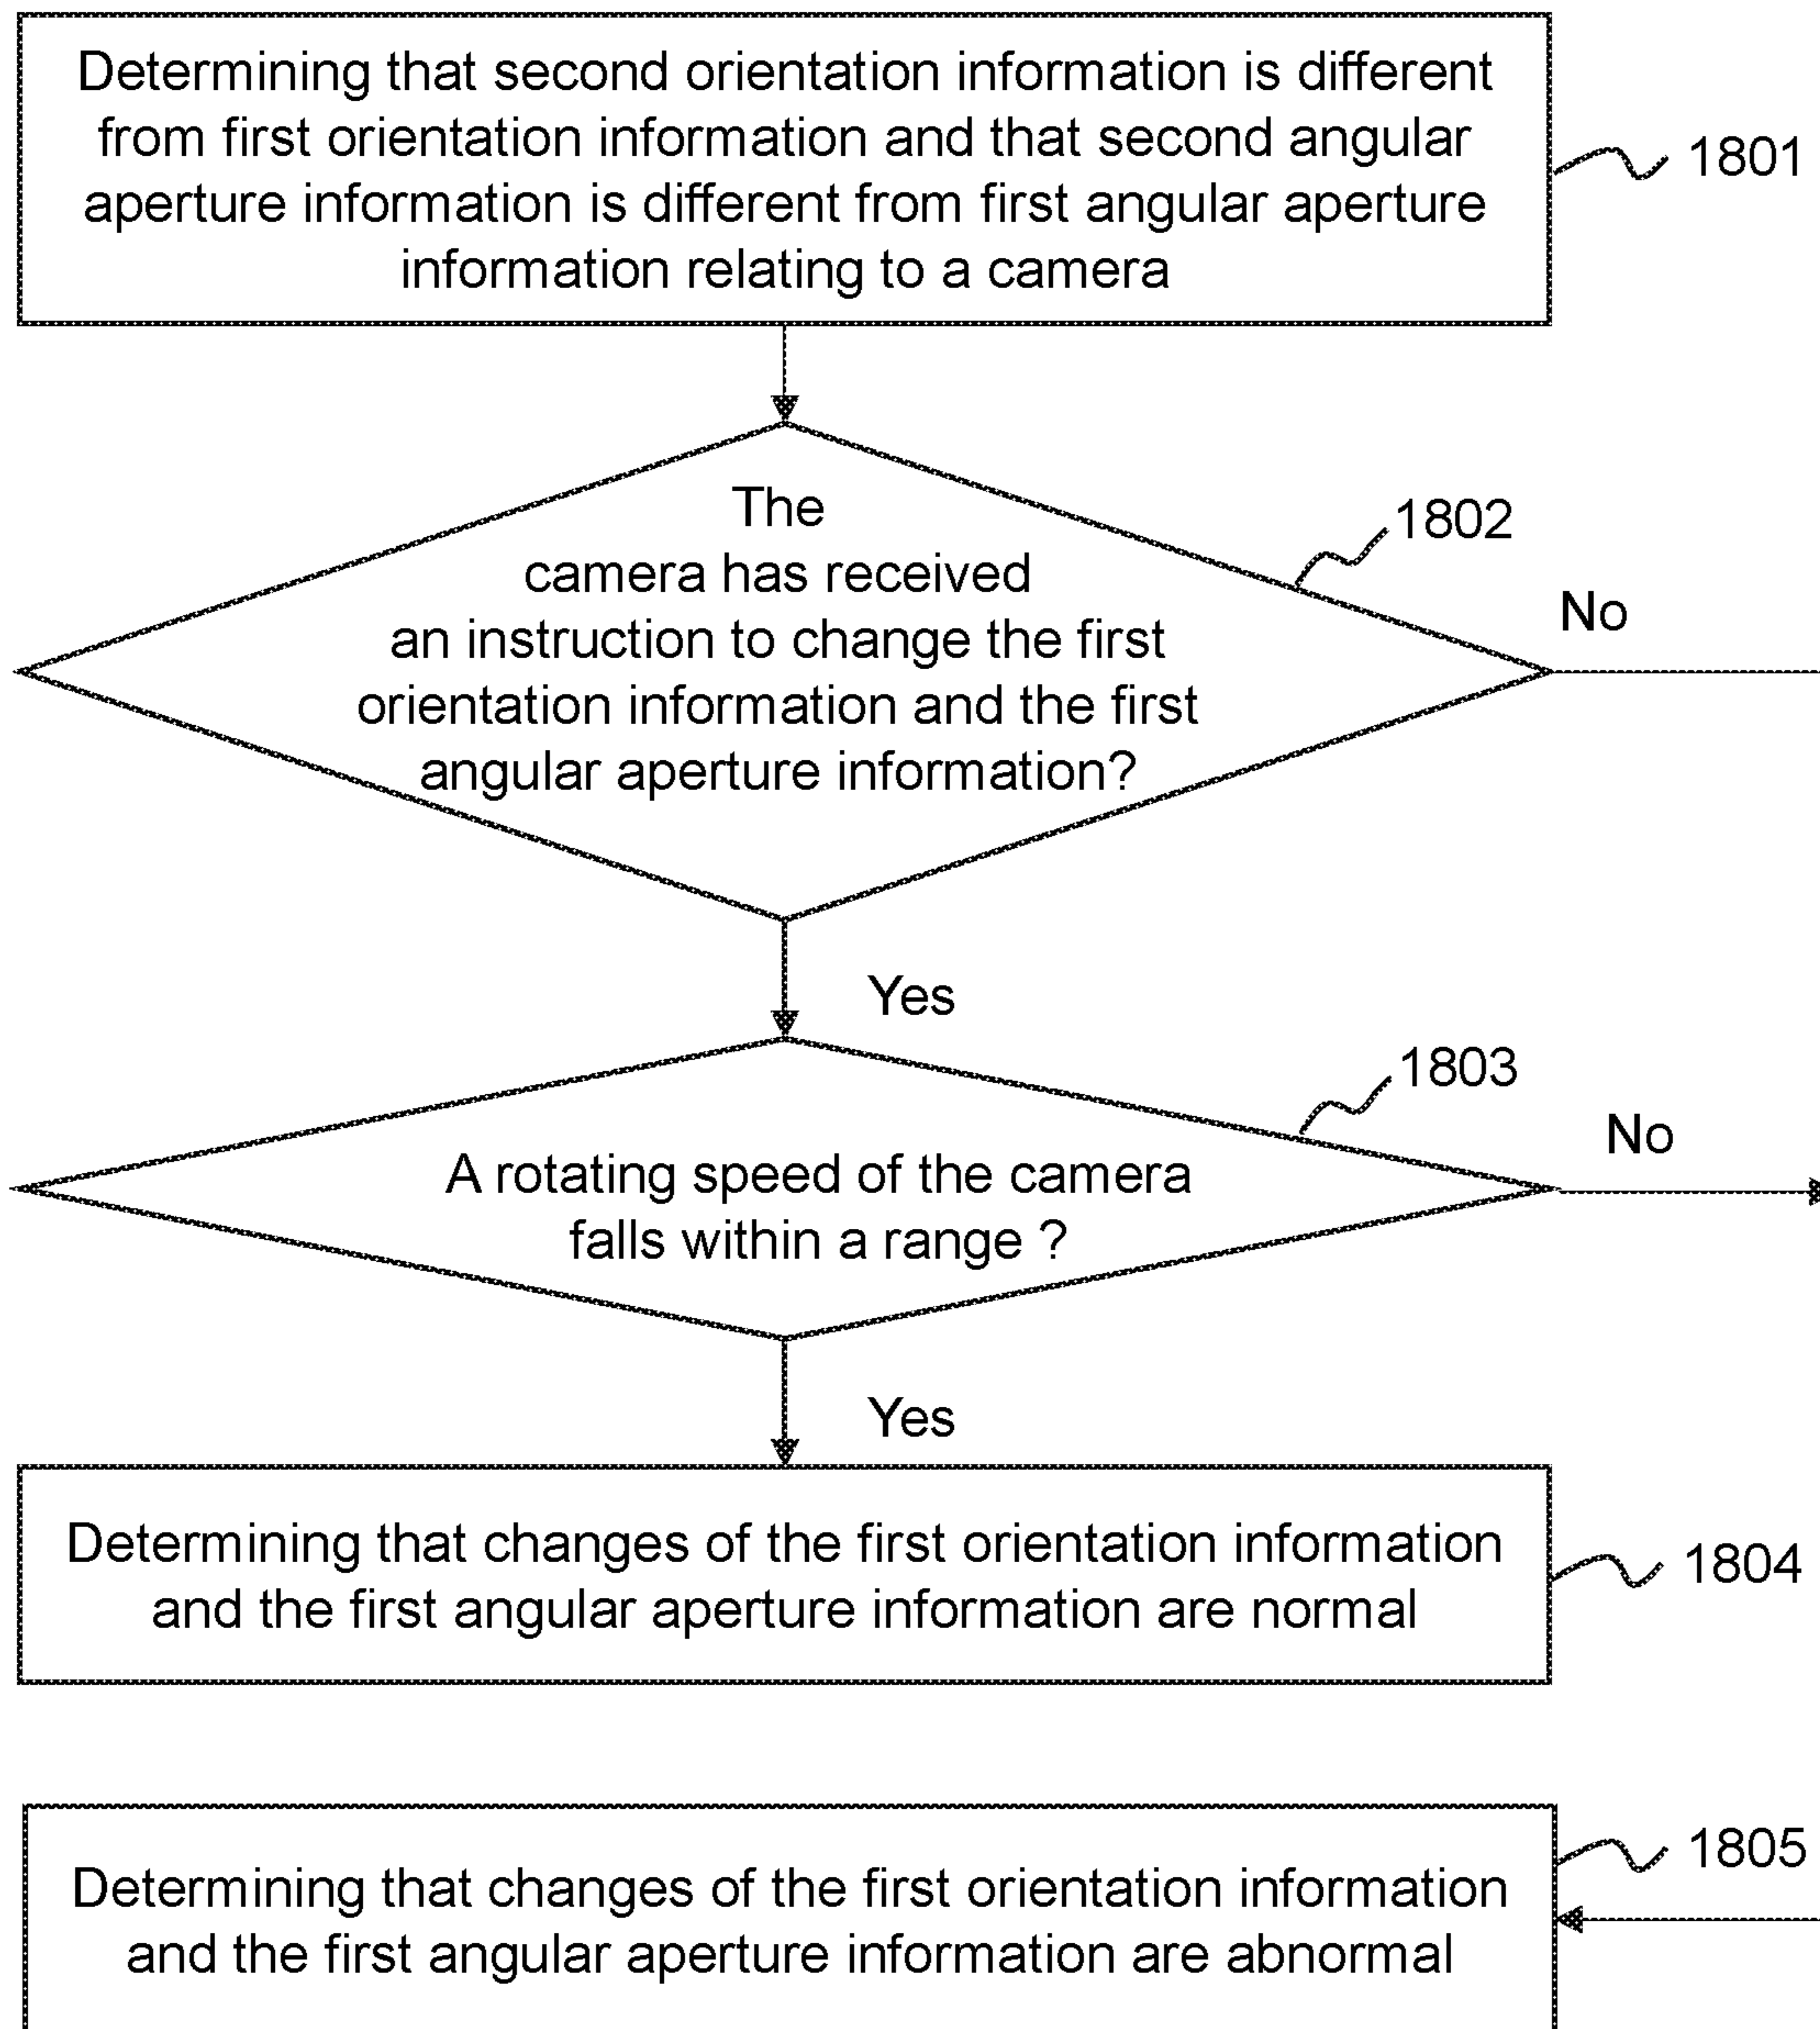 Determining that second orientation information is different
from first orientation information and that second angular
aperture information is different from first angular aperture
information relating to a camera
1801
The
camera has received
an instruction to change the first
orientation information and the first
angular aperture information?
1802
No
Yes
1803
A rotating speed of the camera
falls within a range ?
No
Yes
Determining that changes of the first orientation information
and the first angular aperture information are normal
1804
1805
Determining that changes of the first orientation information
and the first angular aperture information are abnormal